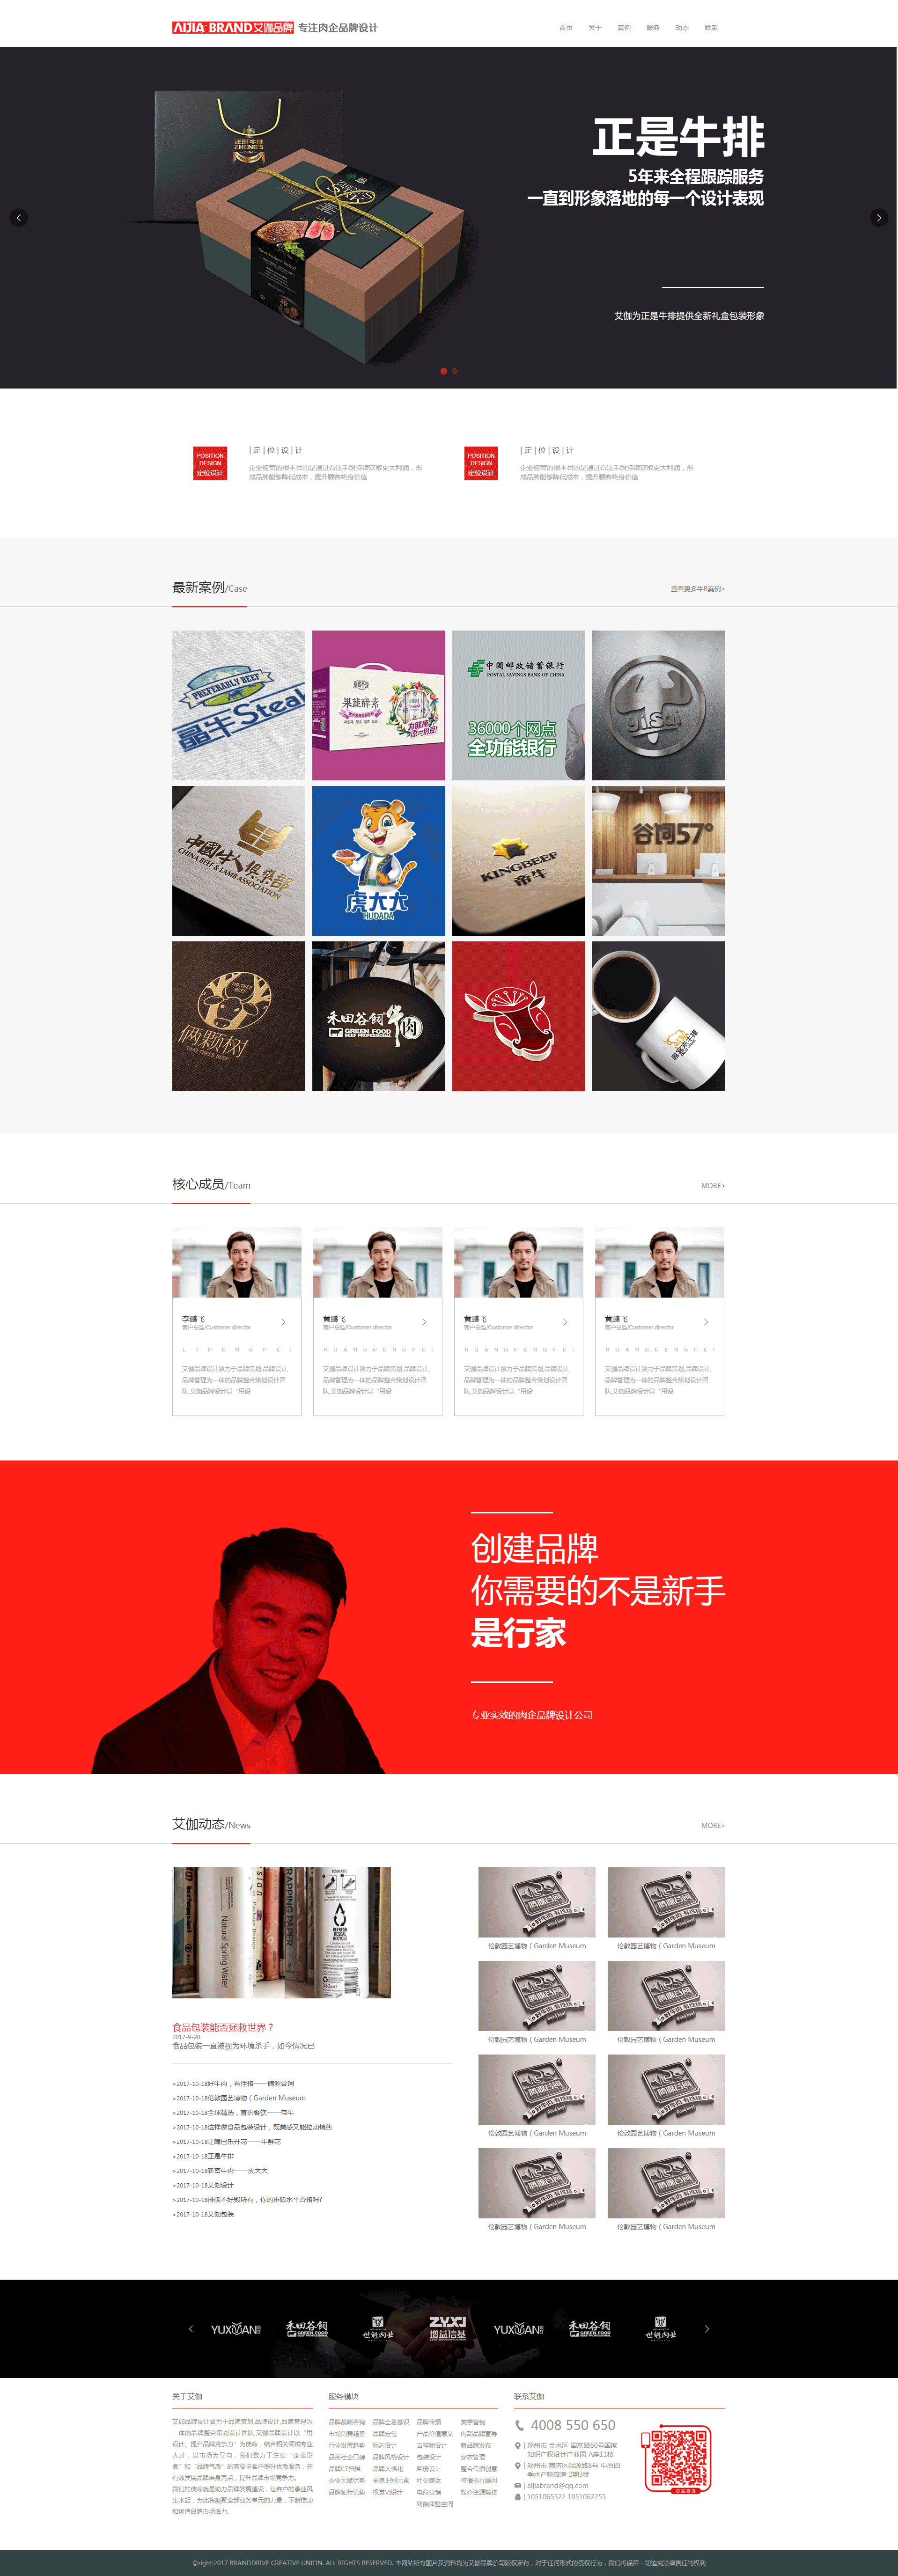 AIJIA BRAND艾伽品牌 专注肉企品牌设计
首页 关于 案例 服务 动态 联系
正是牛排
5年来全程跟踪服务
一直到形象落地的每一个设计表现
艾伽为正是牛排提供全新礼盒包装形象
POSITION
DESIGN
定位设计
| 定 | 位 | 设 | 计
企业经营的根本目的是通过合法手段持续获取更大利润，形
成品牌能够降低成本，提升顾客终身价值
POSITION
DESIGN
定位设计
| 定 | 位 | 设 | 计
企业经营的根本目的是通过合法手段持续获取更大利润，形
成品牌能够降低成本，提升顾客终身价值
最新案例/Case
查看更多牛B案例>
PREFERABLY BEEF
晶牛Steak
果蔬酵素
中国邮政储蓄银行
POSTAL SAVINGS BANK OF CHINA
36000个网点
全功能银行
yisai
中國牛人俱楽部
CHINA BEEF & LAMB ASSOCIATION
虎大大
HUDADA
KINGBEEF
帝牛
谷饲57°
俩颗树
TWO TREES BEEF
禾田谷飼牛肉
GREEN FOOD
BEEF PROFESSIONAL
核心成员/Team
MORE>
李鹏飞
客户总监/Customer director
L I P E N G F E I
艾伽品牌设计致力于品牌策划,品牌设计,
品牌管理为一体的品牌整合策划设计团
队,艾伽品牌设计以“用设
黄鹏飞
客户总监/Customer director
H U A N G P E N G F E I
艾伽品牌设计致力于品牌策划,品牌设计,
品牌管理为一体的品牌整合策划设计团
队,艾伽品牌设计以“用设
黄鹏飞
客户总监/Customer director
H U A N G P E N G F E I
艾伽品牌设计致力于品牌策划,品牌设计,
品牌管理为一体的品牌整合策划设计团
队,艾伽品牌设计以“用设
黄鹏飞
客户总监/Customer director
H U A N G P E N G F E I
艾伽品牌设计致力于品牌策划,品牌设计,
品牌管理为一体的品牌整合策划设计团
队,艾伽品牌设计以“用设
创建品牌
你需要的不是新手
是行家
专业实效的肉企品牌设计公司
艾伽动态/News
MORE>
Natural Spring Water
WRAPPING PAPER
REFRESH
RESEAL
RECYCLE
食品包装能否拯救世界？
2017-9-20
食品包装一直被视为环境杀手，如今情况已
»2017-10-18好牛肉，有性格——腾源谷饲
»2017-10-18伦敦园艺博物（Garden Museum
»2017-10-18全球臻选，直供餐饮——帝牛
»2017-10-18这样做食品包装设计，既美感又能拉动销售
»2017-10-18让嘴巴乐开花——牛鲜花
»2017-10-18正是牛排
»2017-10-18新密牛肉——虎大大
»2017-10-18艾伽设计
»2017-10-18排版不好毁所有，你的排版水平合格吗?
»2017-10-18艾伽包装
伦敦园艺博物（Garden Museum
伦敦园艺博物（Garden Museum
伦敦园艺博物（Garden Museum
伦敦园艺博物（Garden Museum
伦敦园艺博物（Garden Museum
伦敦园艺博物（Garden Museum
伦敦园艺博物（Garden Museum
伦敦园艺博物（Garden Museum
禾田谷飼
世冠肉业
ZYXJ
增益信基
禾田谷飼
世冠肉业
关于艾伽
艾伽品牌设计致力于品牌策划,品牌设计,品牌管理为
一体的品牌整合策划设计团队,艾伽品牌设计以“用
设计，提升品牌竞争力”为使命，结合相关领域专业
人才，以市场为导向，我们致力于注重“企业形
象”和“品牌气质”的需要求客户提升优质服务，并
有效发展品牌自身亮点，提升品牌市场竞争力。
我们的使命就是助力品牌发展建设，让客户的事业风
生水起，为此将凝聚全部业务单元的力量，不断推动
和创造品牌市场活力。
服务模块
品牌战略咨询 品牌全息意识 品牌传播 美学营销
市场消费趋势 品牌定位 产品价值意义 内部品牌宣导
行业发展趋势 标志设计 吉祥物设计 新品牌发布
品类社会口碑 品牌风格设计 包装设计 穿衣管理
品牌CT扫描 品牌人格化 画册设计 整合传播创意
企业天赋优势 全息识别元素 社交媒体 传播执行顾问
品牌独特优势 视觉VI设计 电商营销 媒介资源链接
终端体验空间
联系艾伽
4008 550 650
| 郑州市 金水区 国基路60号国家
知识产权设计产业园 A座11楼
| 郑州市 惠济区绿源路8号 中原四
季水产物流港 2期3楼
| aijiabrand@qq.com
| 1051065522 1051062255
©right;2017 BRANDDRIVE CREATIVE UNION. ALL RIGHTS RESERVED. 本网站所有图片及资料均为艾伽品牌公司版权所有，对于任何形式的侵权行为，我们将保留一切追究法律责任的权利